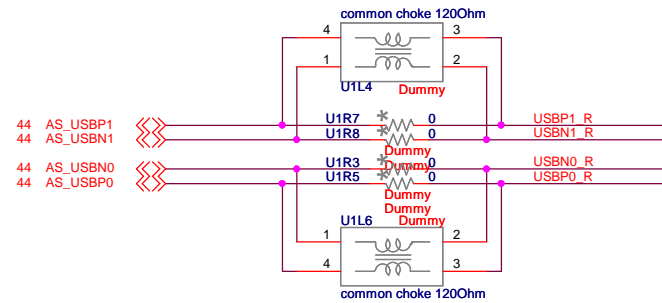 common choke 120Ohm
4 3
1 2
U1L4 Dummy
44 AS_USBP1 U1R7 * 0 USBP1_R
44 AS_USBN1 U1R8 * 0 USBN1_R
Dummy
44 AS_USBN0 U1R3 Dummy * 0 USBN0_R
44 AS_USBP0 U1R5 * 0 USBP0_R
Dummy
Dummy
U1L6 Dummy
1 2
4 3
common choke 120Ohm